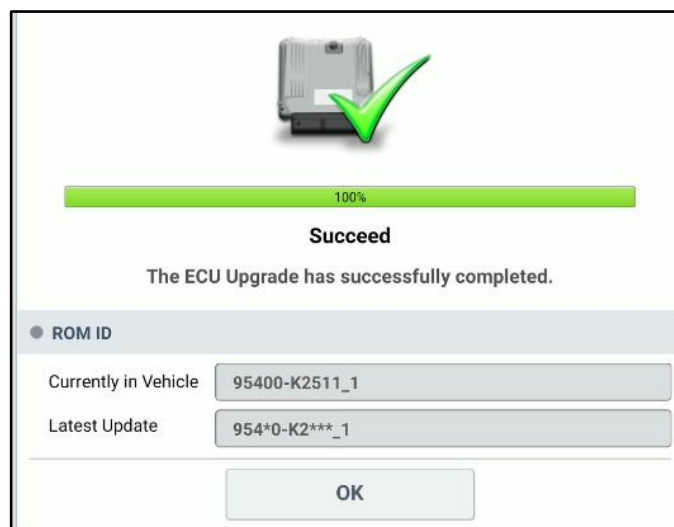 100%
Succeed
The ECU Upgrade has successfully completed.
ROM ID
Currently in Vehicle 95400-K2511_1
Latest Update 954*0-K2***_1
OK